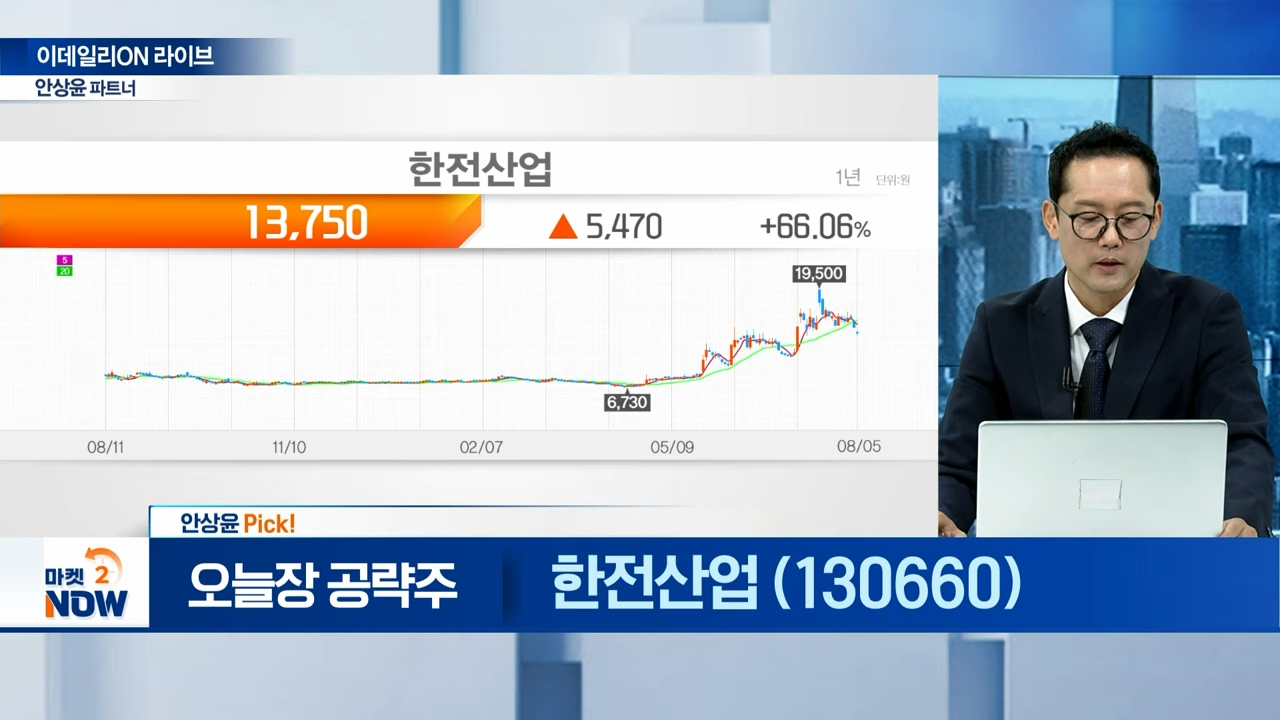 이데일리ON 라이브
안상윤 파트너
한전산업
1년 단위:원
13,750 ▲ 5,470 +66.06%
5
20
19,500
6,730
08/11 11/10 02/07 05/09 08/05
안상윤 Pick!
마켓 2
NOW
오늘장 공략주 한전산업 (130660)